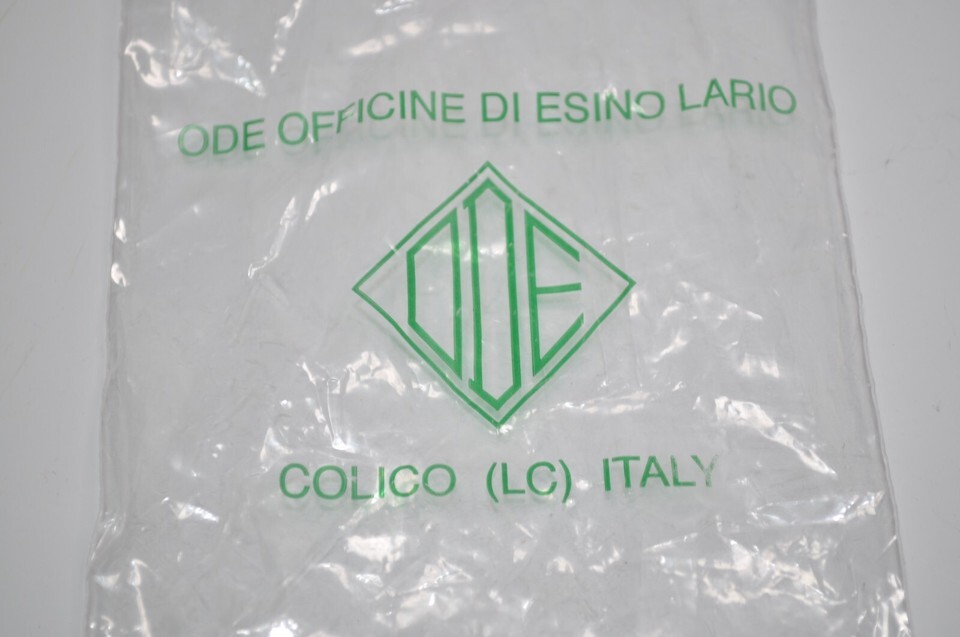 ODE OFFICINE DI ESINO LARIO
ODE
COLICO (LC) ITALY